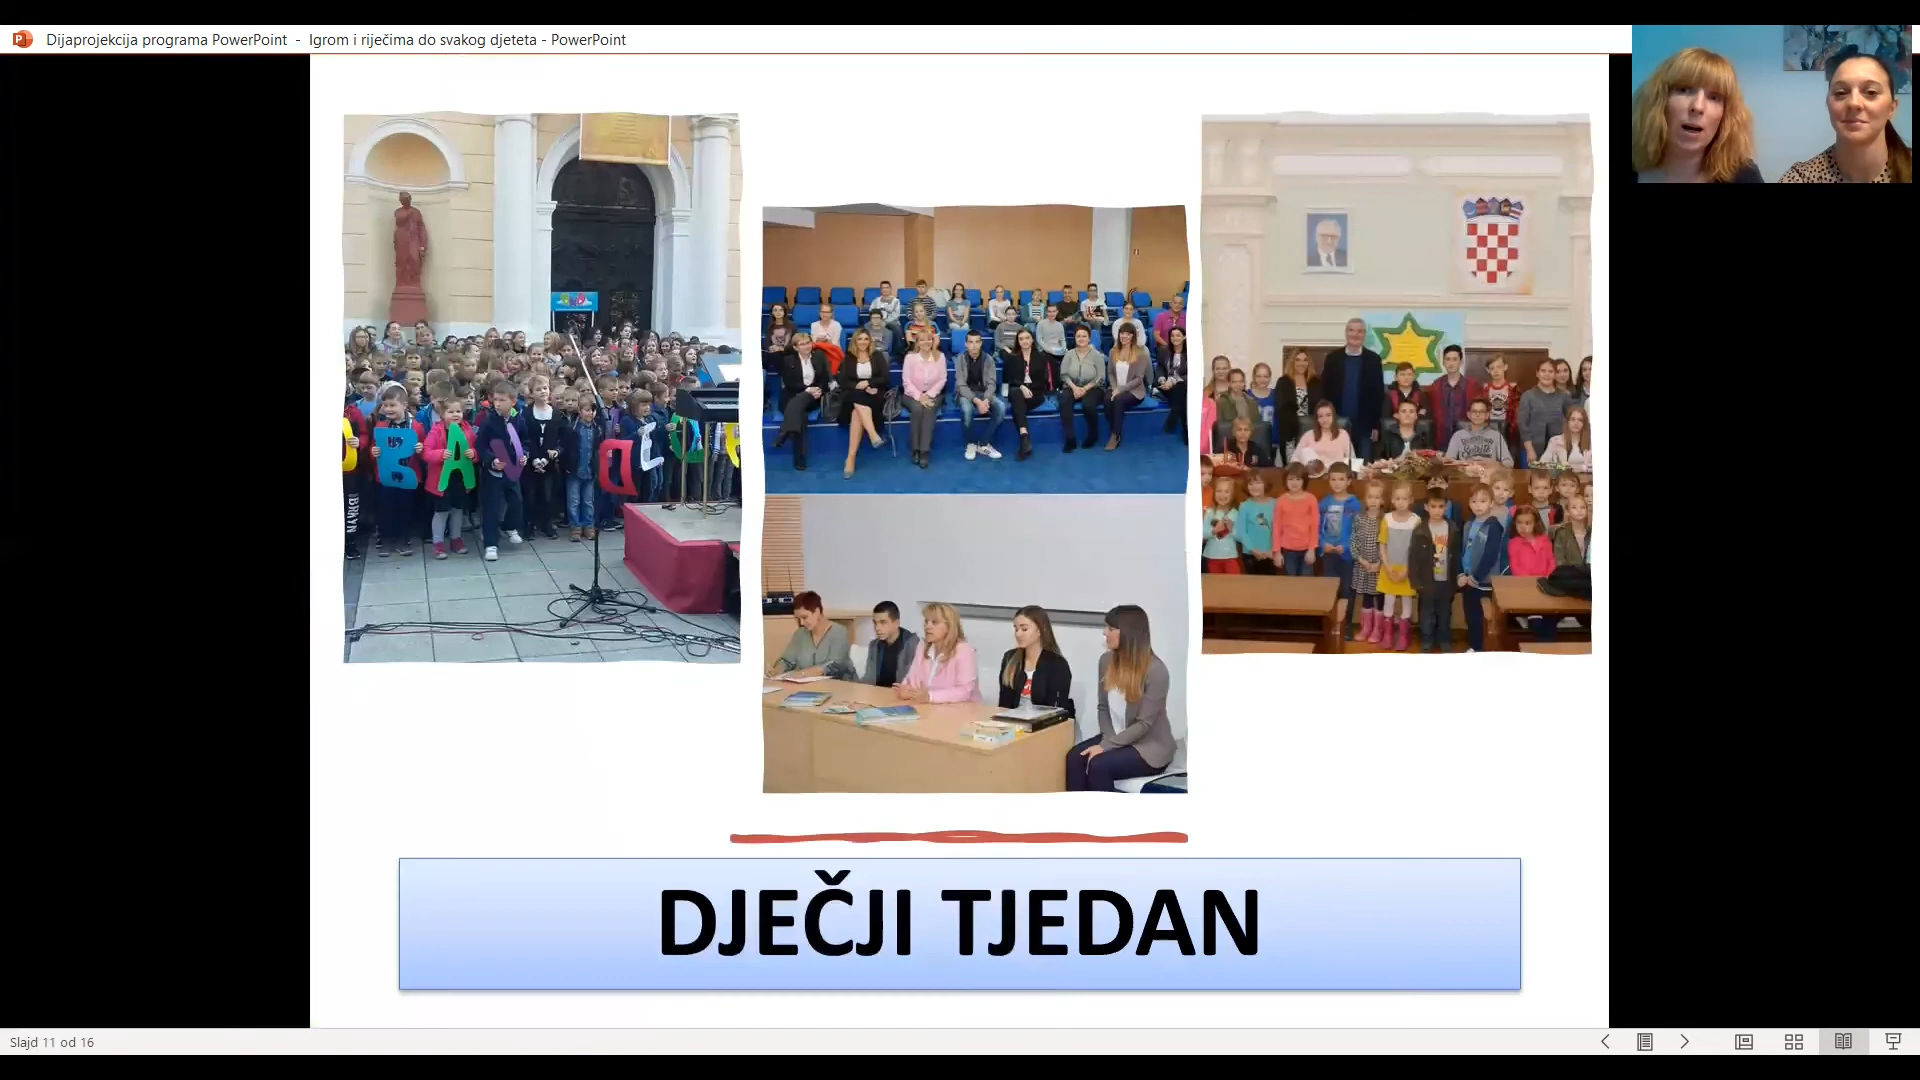 Dijaprojekcija programa PowerPoint - Igrom i riječima do svakog djeteta - PowerPoint
B A V
DJEČJI TJEDAN
Slajd 11 od 16